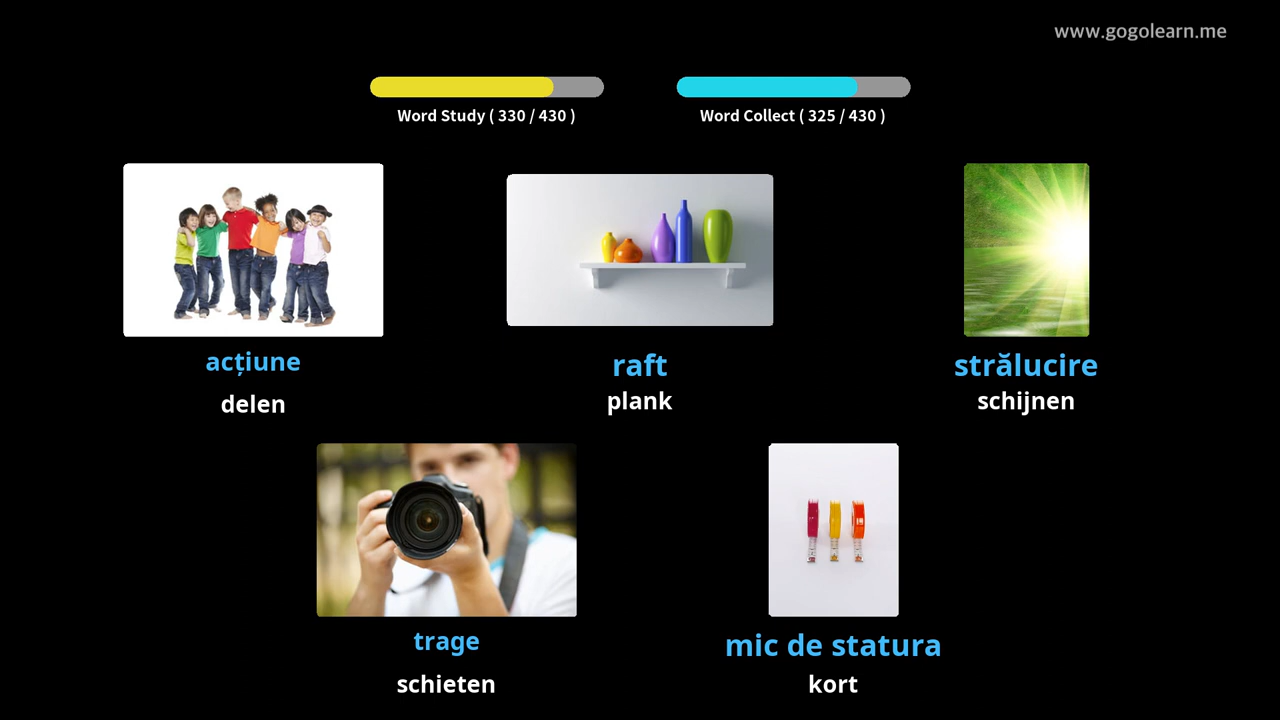 www.gogolearn.me
Word Study ( 330 / 430 )
Word Collect ( 325 / 430 )
acțiune
delen
raft
plank
strălucire
schijnen
trage
schieten
mic de statura
kort